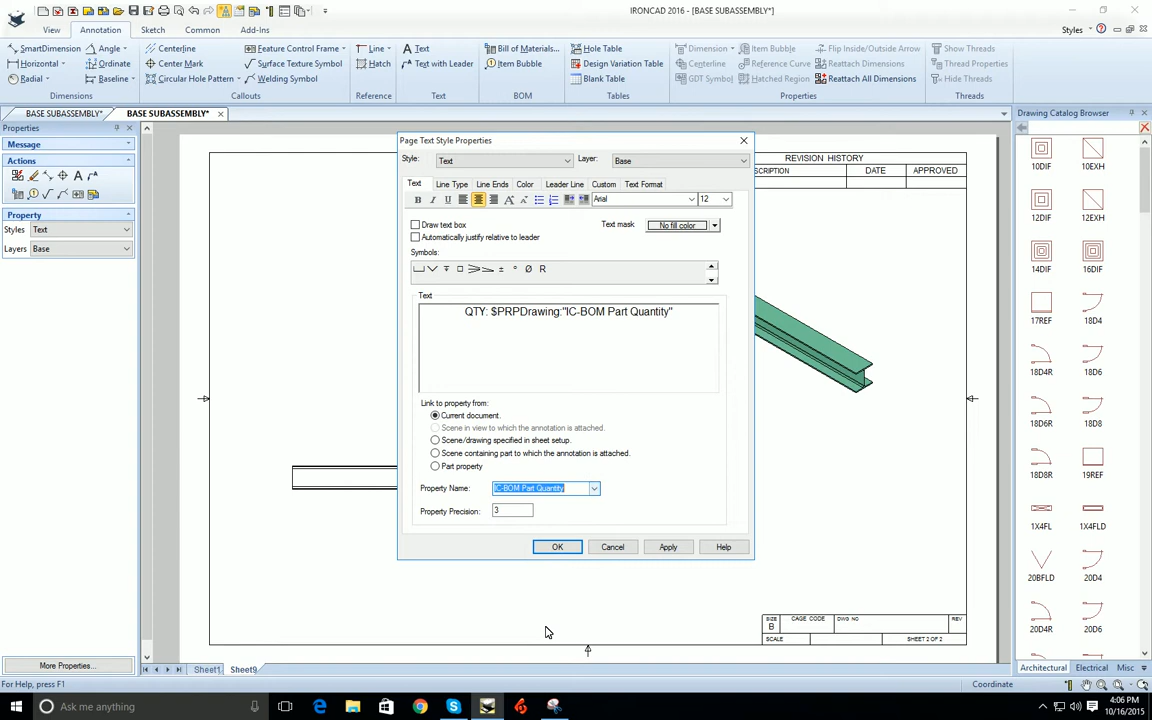 IRONCAD 2016 - [BASE SUBASSEMBLY*]
View
Annotation
Sketch
Common
Add-Ins
Styles
SmartDimension
Angle
Horizontal
Ordinate
Radial
Baseline
Dimensions
Centerline
Feature Control Frame
Center Mark
Surface Texture Symbol
Circular Hole Pattern
Welding Symbol
Callouts
Line
Hatch
Reference
Text
Text with Leader
Text
Bill of Materials...
Item Bubble
BOM
Hole Table
Design Variation Table
Blank Table
Tables
Dimension
Item Bubble
Flip Inside/Outside Arrow
Centerline
Reference Curve
Reattach Dimensions
GDT Symbol
Hatched Region
Reattach All Dimensions
Properties
Show Threads
Thread Properties
Hide Threads
Threads
BASE SUBASSEMBLY*
BASE SUBASSEMBLY*
Properties
Message
Actions
Property
Styles Text
Layers Base
More Properties...
Page Text Style Properties
Style: Text
Layer: Base
Text
Line Type
Line Ends
Color
Leader Line
Custom
Text Format
B I U
Arial
12
Draw text box
Text mask
No fill color
Automatically justify relative to leader
Symbols:
± ° Ø R
Text
QTY: $PRPDrawing:"IC-BOM Part Quantity"
Link to property from:
Current document.
Scene in view to which the annotation is attached.
Scene/drawing specified in sheet setup.
Scene containing part to which the annotation is attached.
Part property
Property Name: IC-BOM Part Quantity
Property Precision: 3
OK
Cancel
Apply
Help
REVISION HISTORY
SCRIPTION
DATE
APPROVED
SIZE
B
CAGE CODE
DWG NO
REV
SCALE
SHEET 2 OF 2
Drawing Catalog Browser
10DIF
10EXH
12DIF
12EXH
14DIF
16DIF
17REF
18D4
18D4R
18D6
18D6R
18D8
18D8R
19REF
1X4FL
1X4FLD
20BFLD
20D4
20D4R
20D6
Architectural
Electrical
Misc
Sheet1
Sheet9
For Help, press F1
Coordinate
Ask me anything
4:06 PM
10/16/2015